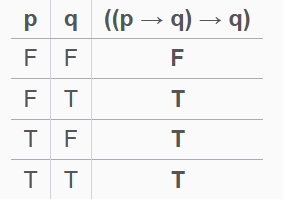 p q ((p → q) → q)
F F F
F T T
T F T
T T T